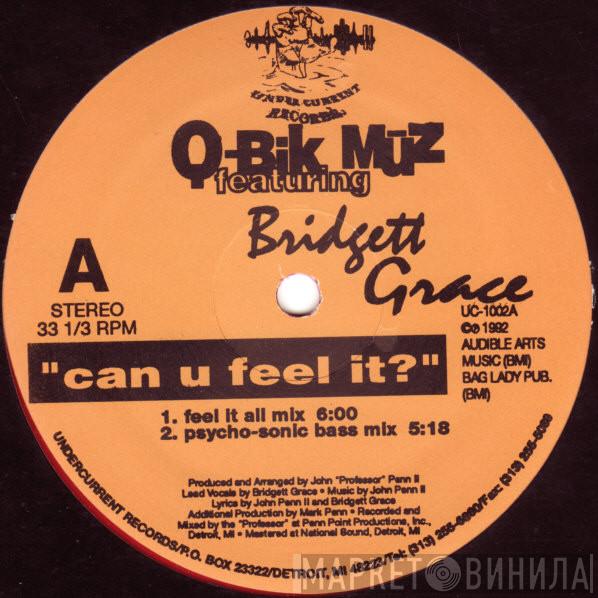 UNDER CURRENT
RECORDS.
Q-Bik Mūz
featuring
Bridgett
Grace
A
STEREO
33 1/3 RPM
UC-1002A
©℗ 1992
AUDIBLE ARTS
MUSIC (BMI)
BAG LADY PUB.
(BMI)
"can u feel it?"
1. feel it all mix 6:00
2. psycho-sonic bass mix 5:18
Produced and Arranged by John "Professor" Penn II
Lead Vocals by Bridgett Grace • Music by John Penn II
Lyrics by John Penn II and Bridgett Grace
Additional Production by Mark Penn • Recorded and
Mixed by the "Professor" at Penn Point Productions, Inc.,
Detroit, MI • Mastered at National Sound, Detroit, MI
UNDERCURRENT RECORDS/P.O. BOX 23322/DETROIT, MI 48223/Tel: (313)
МАРКЕТ ВИНИЛА